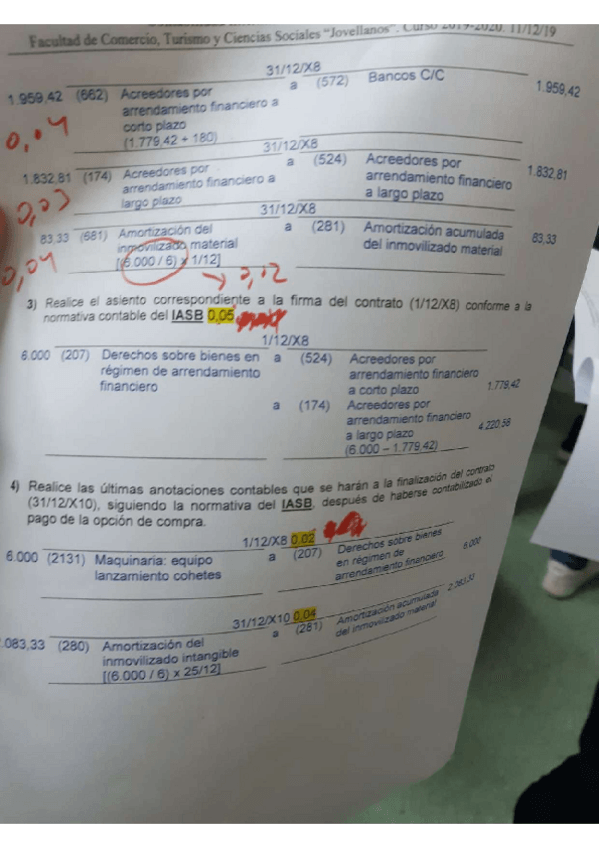 Facultad de Comercio, Turismo y Ciencias Sociales "Jovellanos". Curso 2019-2020. 11/12/19
31/12/X8
1.959,42 (662) Acreedores por a (572) Bancos C/C 1.959,42
arrendamiento financiero a
corto plazo
(1.779,42 + 180)
0,04
31/12/X8
1.832,81 (174) Acreedores por a (524) Acreedores por 1.832,81
arrendamiento financiero a arrendamiento financiero
largo plazo a largo plazo
0,03
31/12/X8
83,33 (681) Amortización del a (281) Amortización acumulada 83,33
inmovilizado material del inmovilizado material
[(6.000 / 6) x 1/12]
0,04
→ 0,02
3) Realice el asiento correspondiente a la firma del contrato (1/12/X8) conforme a la
normativa contable del IASB 0,05
1/12/X8
6.000 (207) Derechos sobre bienes en a (524) Acreedores por
régimen de arrendamiento arrendamiento financiero
financiero a corto plazo 1.779,42
a (174) Acreedores por
arrendamiento financiero 4.220,58
a largo plazo
(6.000 – 1.779,42)
4) Realice las últimas anotaciones contables que se harán a la finalización del contrato
(31/12/X10), siguiendo la normativa del IASB, después de haberse contabilizado el
pago de la opción de compra.
1/12/X8 0.02
6.000 (2131) Maquinaria: equipo a (207) Derechos sobre bienes 6.000
lanzamiento cohetes en régimen de
arrendamiento financiero
31/12/X10 0,04
.083,33 (280) Amortización del a (281) Amortización acumulada 2.083,33
inmovilizado intangible del inmovilizado material
[(6.000 / 6) x 25/12]